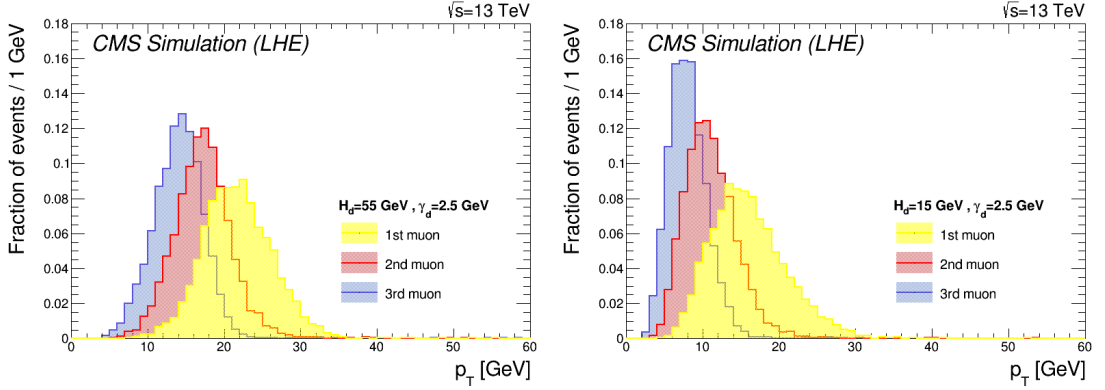 √s=13 TeV
CMS Simulation (LHE)
Fraction of events / 1 GeV
0.18
0.16
0.14
0.12
0.1
0.08
0.06
0.04
0.02
0
H_d=55 GeV , γ_d=2.5 GeV
1st muon
2nd muon
3rd muon
0 10 20 30 40 50 60
p_T [GeV]
√s=13 TeV
CMS Simulation (LHE)
Fraction of events / 1 GeV
0.18
0.16
0.14
0.12
0.1
0.08
0.06
0.04
0.02
0
H_d=15 GeV , γ_d=2.5 GeV
1st muon
2nd muon
3rd muon
0 10 20 30 40 50 60
p_T [GeV]